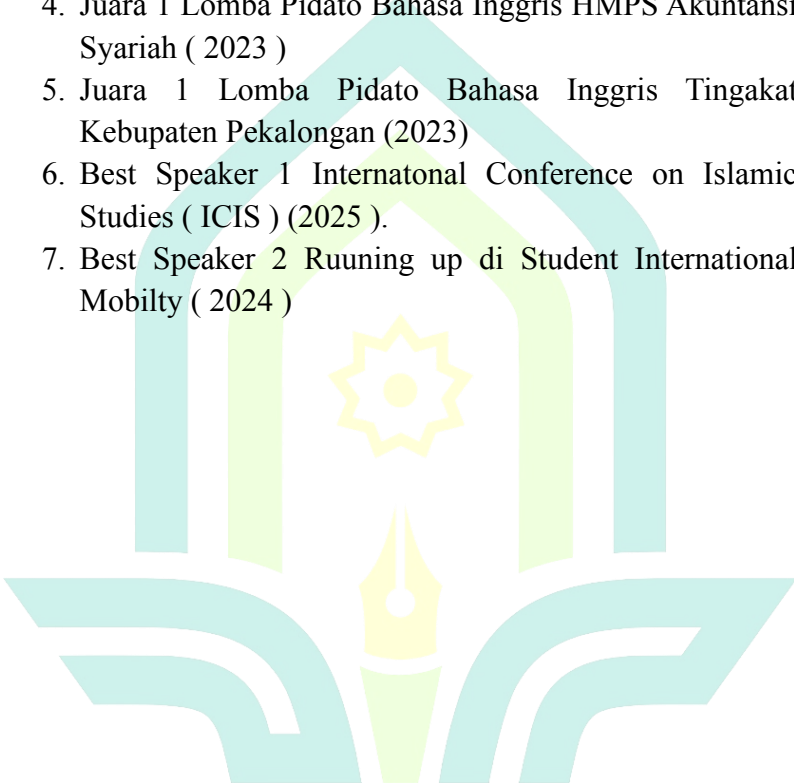 4. Juara 1 Lomba Pidato Bahasa Inggris HMPS Akuntansi
Syariah ( 2023 )
5. Juara 1 Lomba Pidato Bahasa Inggris Tingakat
Kebupaten Pekalongan (2023)
6. Best Speaker 1 Internatonal Conference on Islamic
Studies ( ICIS ) (2025 ).
7. Best Speaker 2 Ruuning up di Student International
Mobilty ( 2024 )